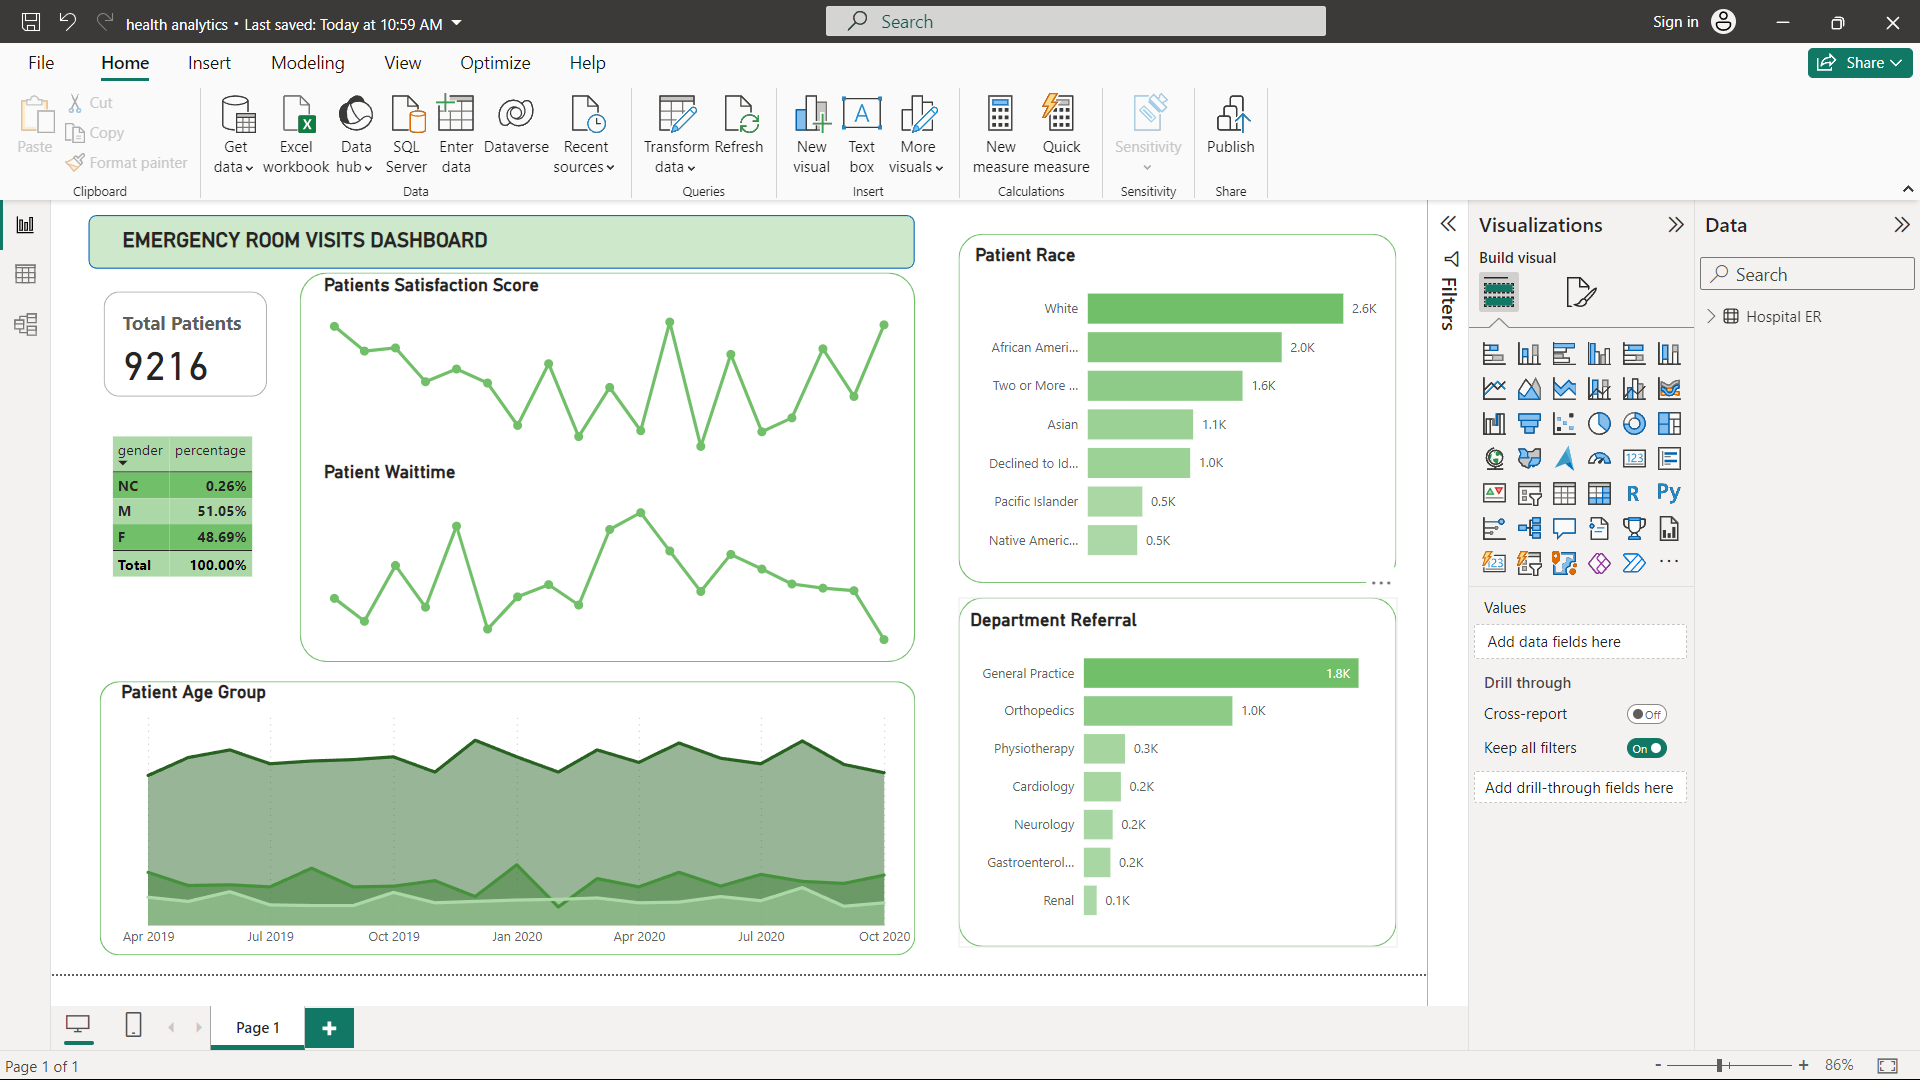 health analytics • Last saved: Today at 10:59 AM
Search
Sign in
File
Home
Insert
Modeling
View
Optimize
Help
Share
Paste
Cut
Copy
Format painter
Clipboard
Get data
Excel workbook
Data hub
SQL Server
Enter data
Dataverse
Recent sources
Data
Transform data
Refresh
Queries
New visual
Text box
More visuals
Insert
New measure
Quick measure
Calculations
Sensitivity
Sensitivity
Publish
Share
EMERGENCY ROOM VISITS DASHBOARD
Total Patients
9216
gender percentage
NC 0.26%
M 51.05%
F 48.69%
Total 100.00%
Patients Satisfaction Score
Patient Waittime
Patient Age Group
Apr 2019 Jul 2019 Oct 2019 Jan 2020 Apr 2020 Jul 2020 Oct 2020
Patient Race
White 2.6K
African Ameri... 2.0K
Two or More ... 1.6K
Asian 1.1K
Declined to Id... 1.0K
Pacific Islander 0.5K
Native Americ... 0.5K
Department Referral
General Practice 1.8K
Orthopedics 1.0K
Physiotherapy 0.3K
Cardiology 0.2K
Neurology 0.2K
Gastroenterol... 0.2K
Renal 0.1K
Filters
Visualizations
Build visual
123
R
Py
123
Values
Add data fields here
Drill through
Cross-report Off
Keep all filters On
Add drill-through fields here
Data
Search
Hospital ER
Page 1
Page 1 of 1
- + 86%